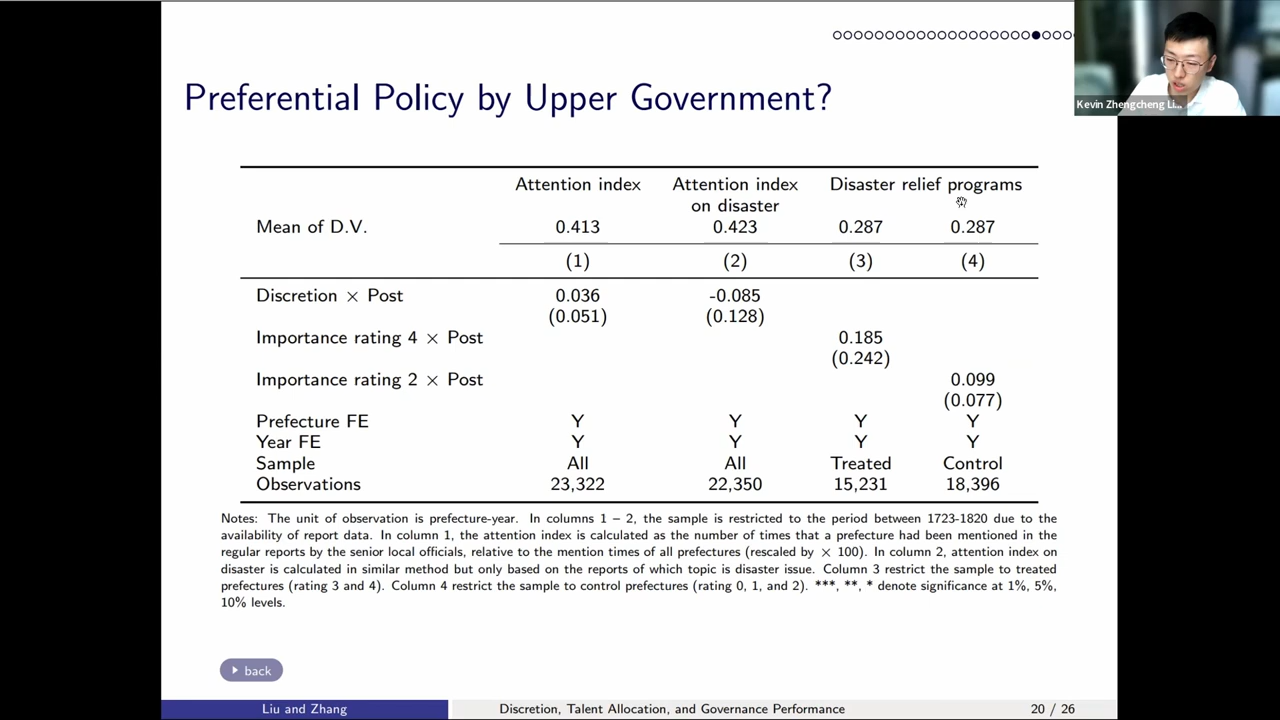 Preferential Policy by Upper Government?
Kevin Zhengcheng Li...
Attention index Attention index Disaster relief programs
on disaster
Mean of D.V. 0.413 0.423 0.287 0.287
(1) (2) (3) (4)
Discretion × Post 0.036 -0.085
(0.051) (0.128)
Importance rating 4 × Post 0.185
(0.242)
Importance rating 2 × Post 0.099
(0.077)
Prefecture FE Y Y Y Y
Year FE Y Y Y Y
Sample All All Treated Control
Observations 23,322 22,350 15,231 18,396
Notes: The unit of observation is prefecture-year. In columns 1 – 2, the sample is restricted to the period between 1723-1820 due to the
availability of report data. In column 1, the attention index is calculated as the number of times that a prefecture had been mentioned in the
regular reports by the senior local officials, relative to the mention times of all prefectures (rescaled by × 100). In column 2, attention index on
disaster is calculated in similar method but only based on the reports of which topic is disaster issue. Column 3 restrict the sample to treated
prefectures (rating 3 and 4). Column 4 restrict the sample to control prefectures (rating 0, 1, and 2). ***, **, * denote significance at 1%, 5%,
10% levels.
back
Liu and Zhang Discretion, Talent Allocation, and Governance Performance 20 / 26